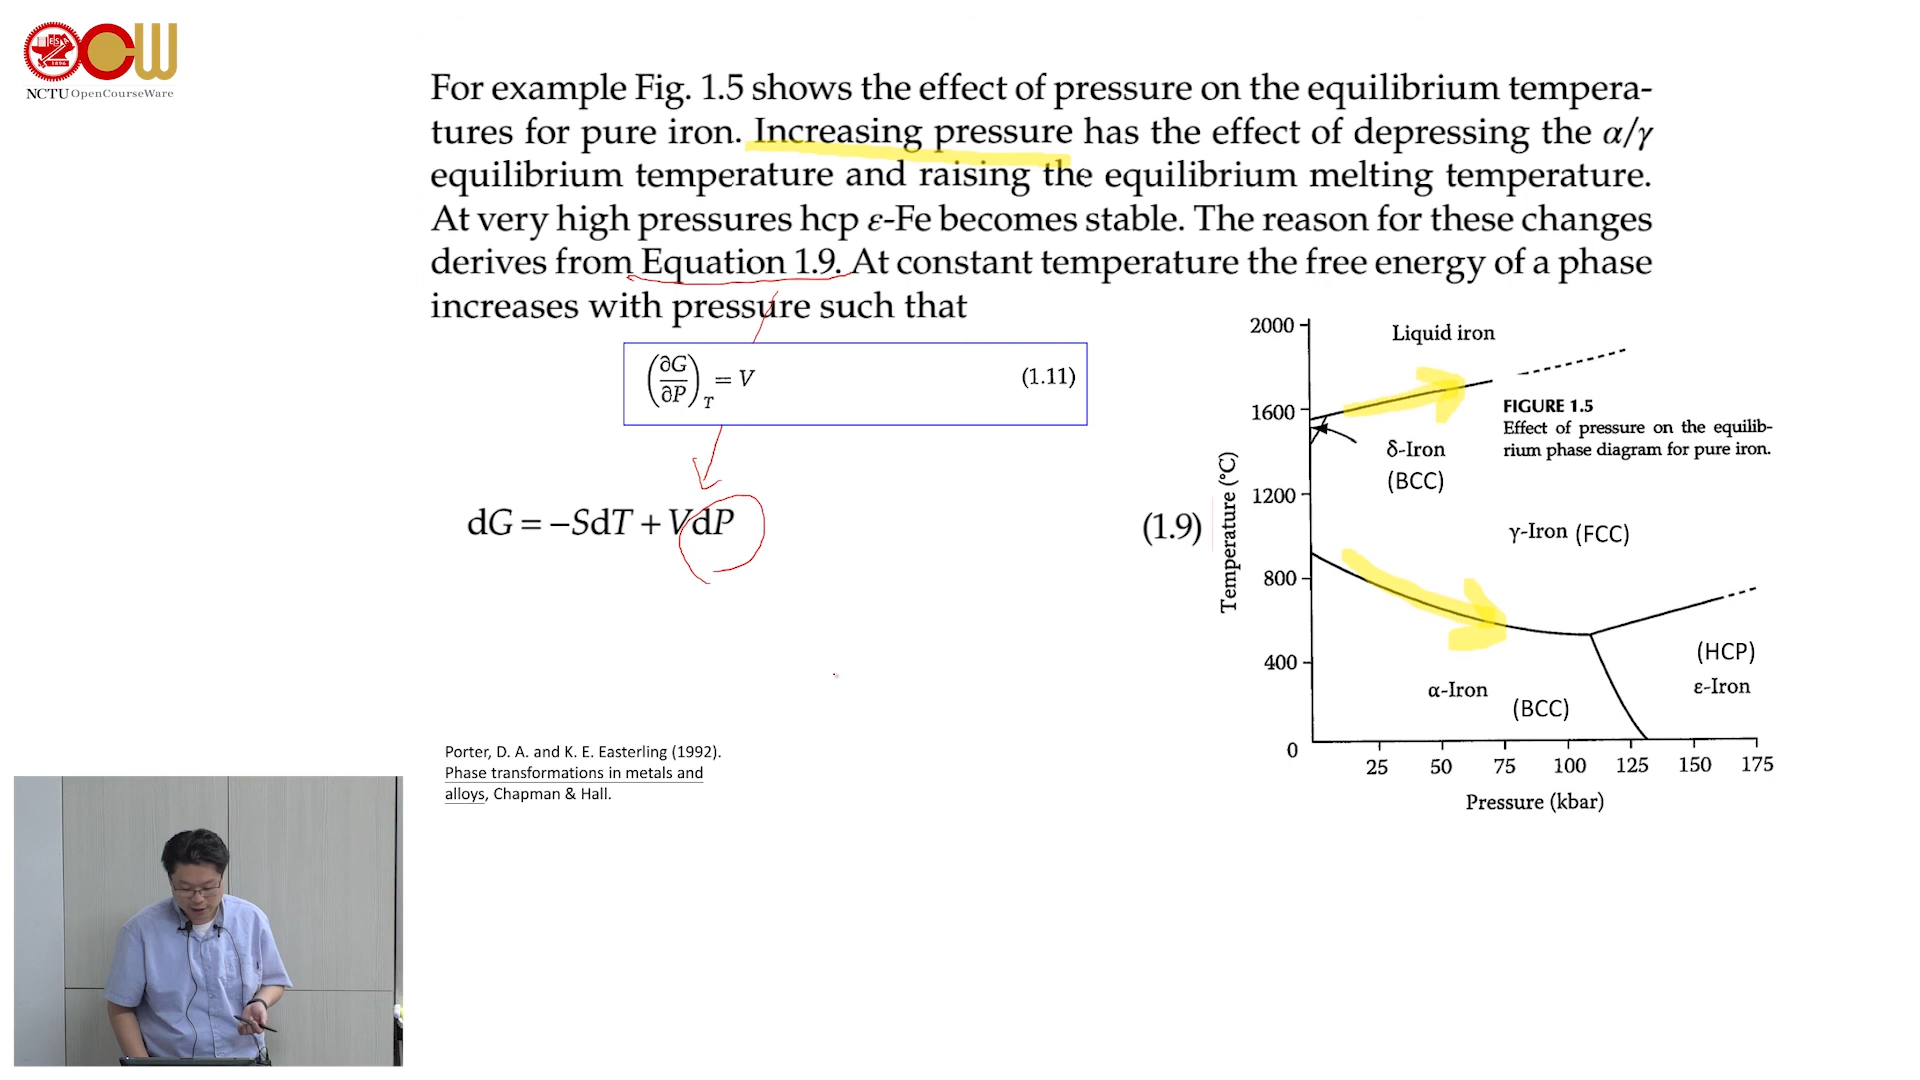 NCTU OpenCourseWare
For example Fig. 1.5 shows the effect of pressure on the equilibrium tempera-
tures for pure iron. Increasing pressure has the effect of depressing the α/γ
equilibrium temperature and raising the equilibrium melting temperature.
At very high pressures hcp ε-Fe becomes stable. The reason for these changes
derives from Equation 1.9. At constant temperature the free energy of a phase
increases with pressure such that
(∂G/∂P)_T = V (1.11)
dG = –SdT + VdP (1.9)
2000
1600
1200
800
400
0
Temperature (°C)
Liquid iron
FIGURE 1.5
Effect of pressure on the equilib-
rium phase diagram for pure iron.
δ-Iron
(BCC)
γ-Iron (FCC)
(HCP)
ε-Iron
α-Iron
(BCC)
25 50 75 100 125 150 175
Pressure (kbar)
Porter, D. A. and K. E. Easterling (1992).
Phase transformations in metals and
alloys, Chapman & Hall.